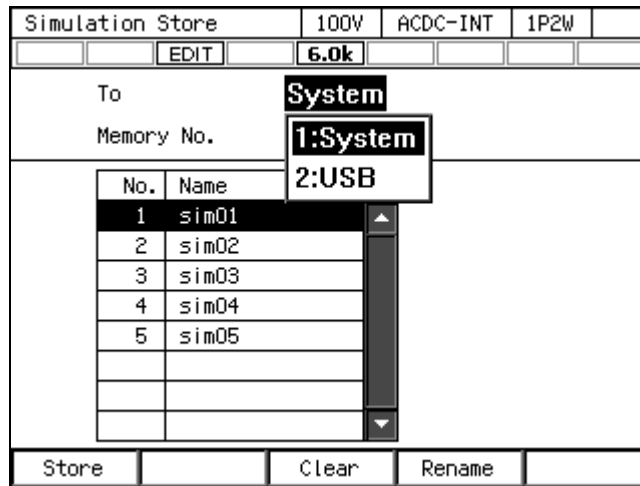 Simulation Store 100V ACDC-INT 1P2W
EDIT 6.0k
To System
Memory No. 1:System
2:USB
No. Name
1 sim01
2 sim02
3 sim03
4 sim04
5 sim05
Store Clear Rename